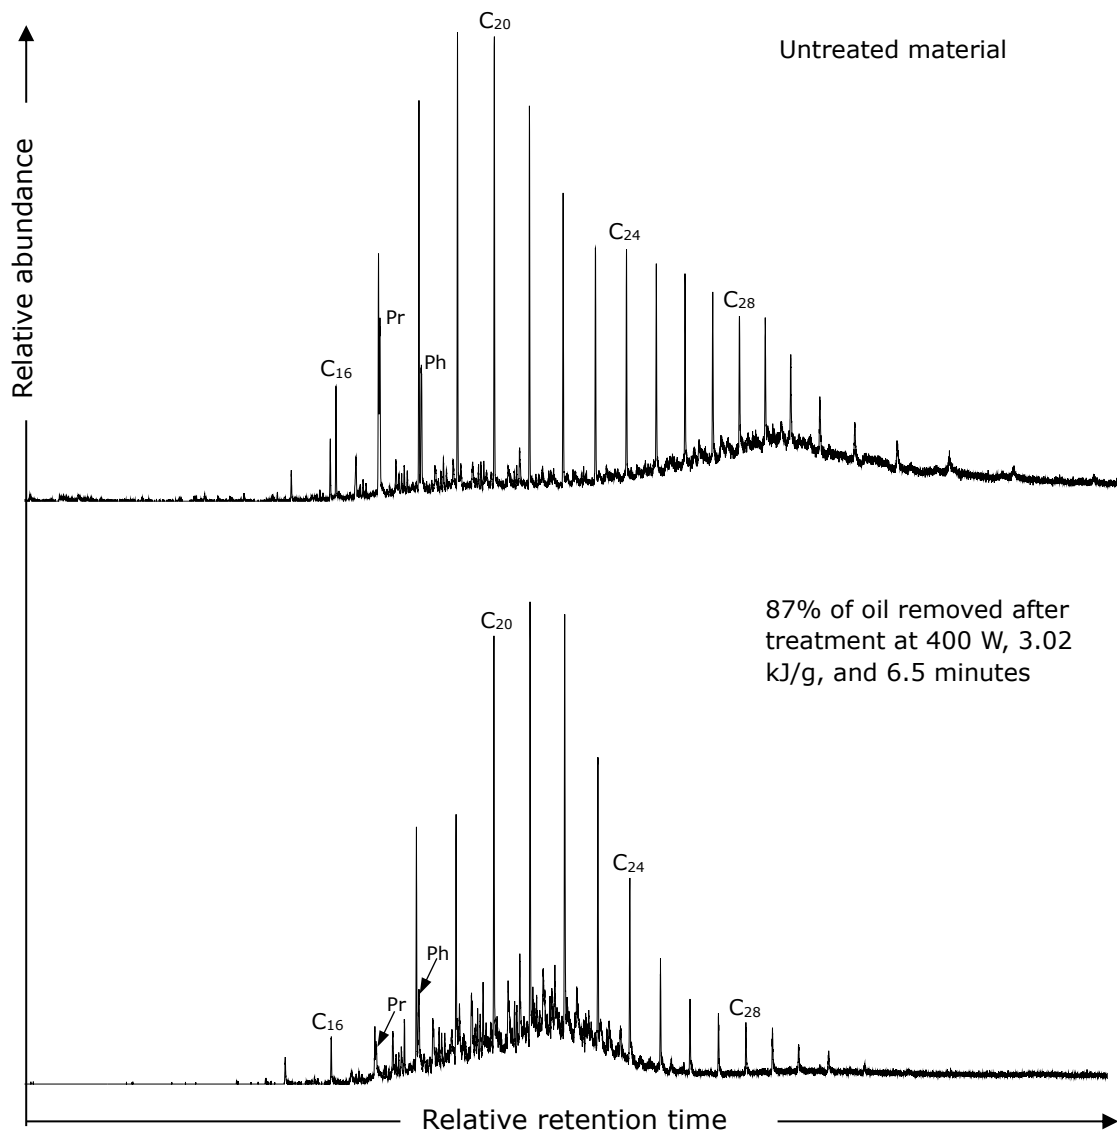 C₂₀
Untreated material
C₂₄
C₂₈
Pr
Ph
C₁₆
Relative abundance
87% of oil removed after
treatment at 400 W, 3.02
kJ/g, and 6.5 minutes
C₂₀
C₂₄
Ph
Pr
C₂₈
C₁₆
Relative retention time